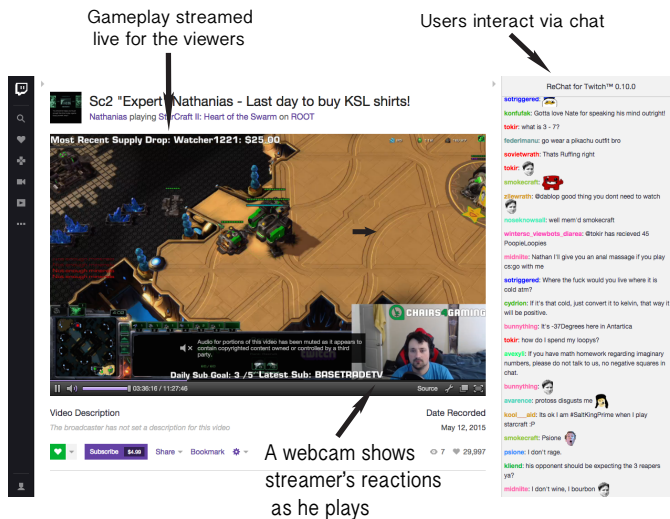 Gameplay streamed
live for the viewers
Users interact via chat
Sc2 "Expert" Nathanias - Last day to buy KSL shirts!
Nathanias playing StarCraft II: Heart of the Swarm on ROOT
Most Recent Supply Drop: Watcher1221: $25.00
CHAIRS4GAMING
Audio for portions of this video has been muted as it appears to
contain copyrighted content owned or controlled by a third
party.
Daily Sub Goal: 3 /5 Latest Sub: BASETRADETV
03:36:16 / 11:27:46
Source
Video Description
Date Recorded
The broadcaster has not set a description for this video
May 12, 2015
Subscribe $4.99 Share Bookmark
7 29,997
A webcam shows
streamer's reactions
as he plays
ReChat for Twitch™ 0.10.0
sotriggered:
konfutak: Gotta love Nate for speaking his mind outright!
tokir: what is 3 - 7?
federimanu: go wear a pikachu outfit bro
sovietwrath: Thats Ruffing right
tokir:
smokecraft:
zllewrath: @dablop good thing you dont need to watch
noseknowsall: well mem'd smokecraft
wintersc_viewbots_diarea: @tokir has recieved 45
PoopieLoopies
midnilte: Nathan I'll give you an anal massage if you play
cs:go with me
sotriggered: Where the fuck would you live where it is
cold atm?
cydrion: If it's that cold, just convert it to kelvin, that way it
will be positive.
bunnything: It's -37Degrees here in Antartica
tokir: how do I spend my loopys?
avexyli: If you have math homework regarding imaginary
numbers, please do not talk to us, no negative squares in
chat.
bunnything:
avarence: protoss disgusts me
kool___aid: its ok I am #SaltKingPrime when I play
starcraft :P
smokecraft: Psione
psione: I don't rage.
kliend: his opponent should be expecting the 3 reapers
ya?
midnilte: I don't wine, I bourbon